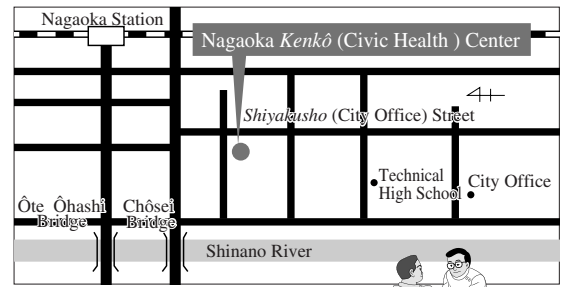 Nagaoka Station
Nagaoka Kenkô (Civic Health ) Center
Shiyakusho (City Office) Street
Technical
High School
City Office
Ôte Ôhashi
Bridge
Chôsei
Bridge
Shinano River